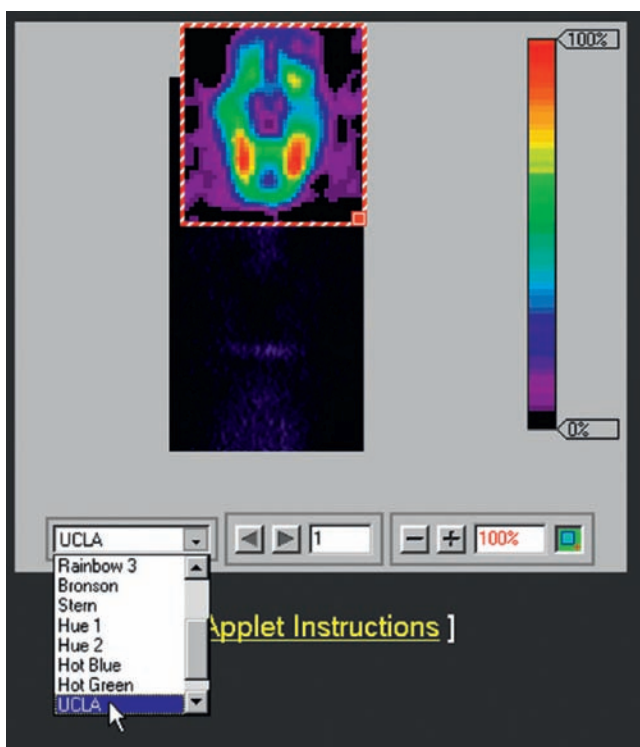 100%
0%
UCLA
1
100%
Rainbow 3
Bronson
Stern
Hue 1
Hue 2
Hot Blue
Hot Green
UCLA
Applet Instructions ]